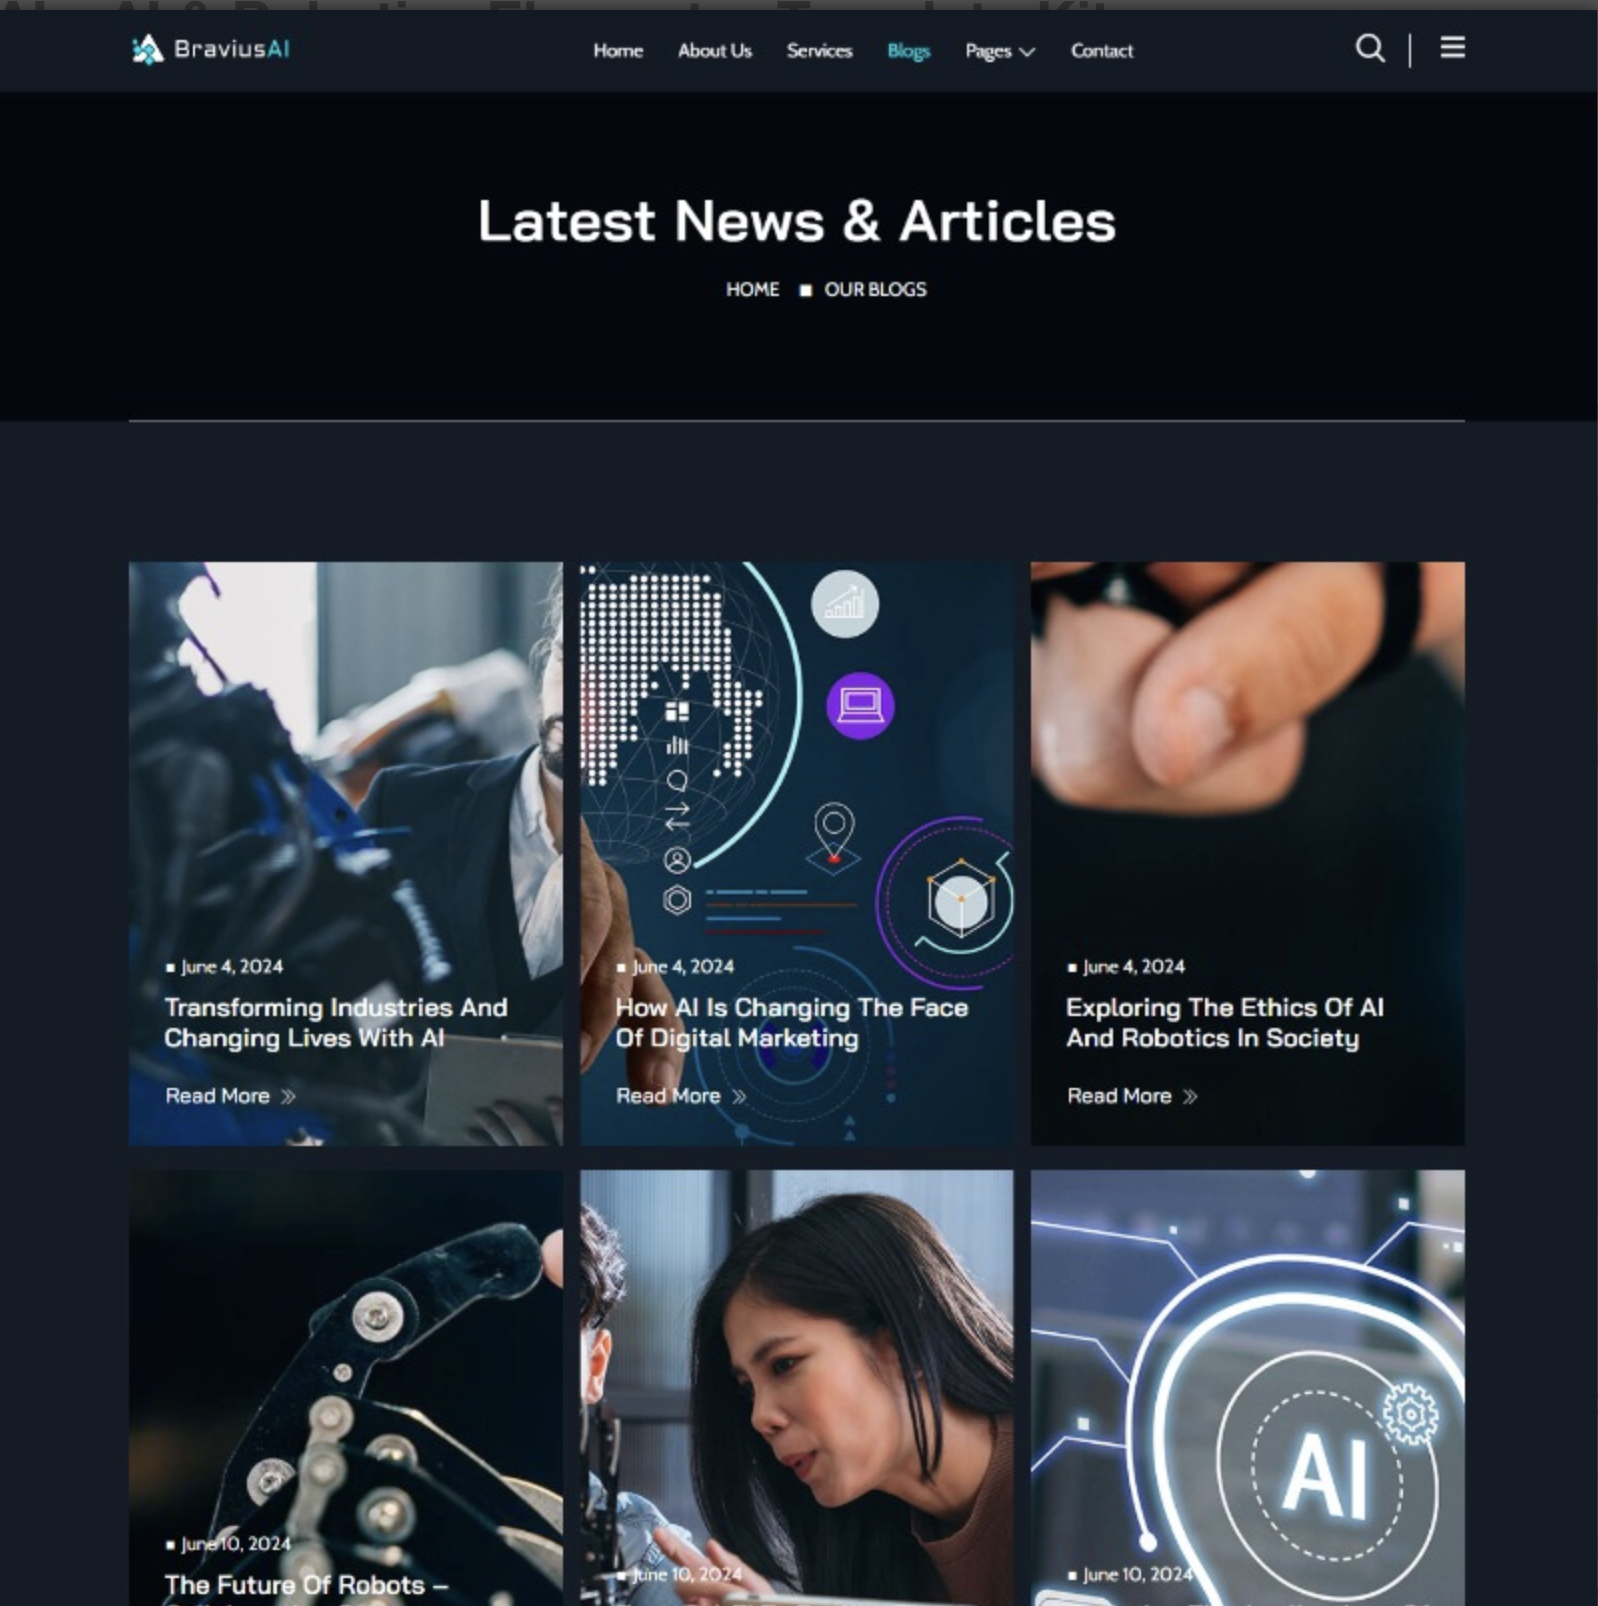 BraviusAI
Home About Us Services Blogs Pages Contact
Latest News & Articles
HOME ■ OUR BLOGS
June 4, 2024
Transforming Industries And
Changing Lives With AI
Read More
June 4, 2024
How AI Is Changing The Face
Of Digital Marketing
Read More
June 4, 2024
Exploring The Ethics Of AI
And Robotics In Society
Read More
June 10, 2024
The Future Of Robots –
June 10, 2024
AI
June 10, 2024